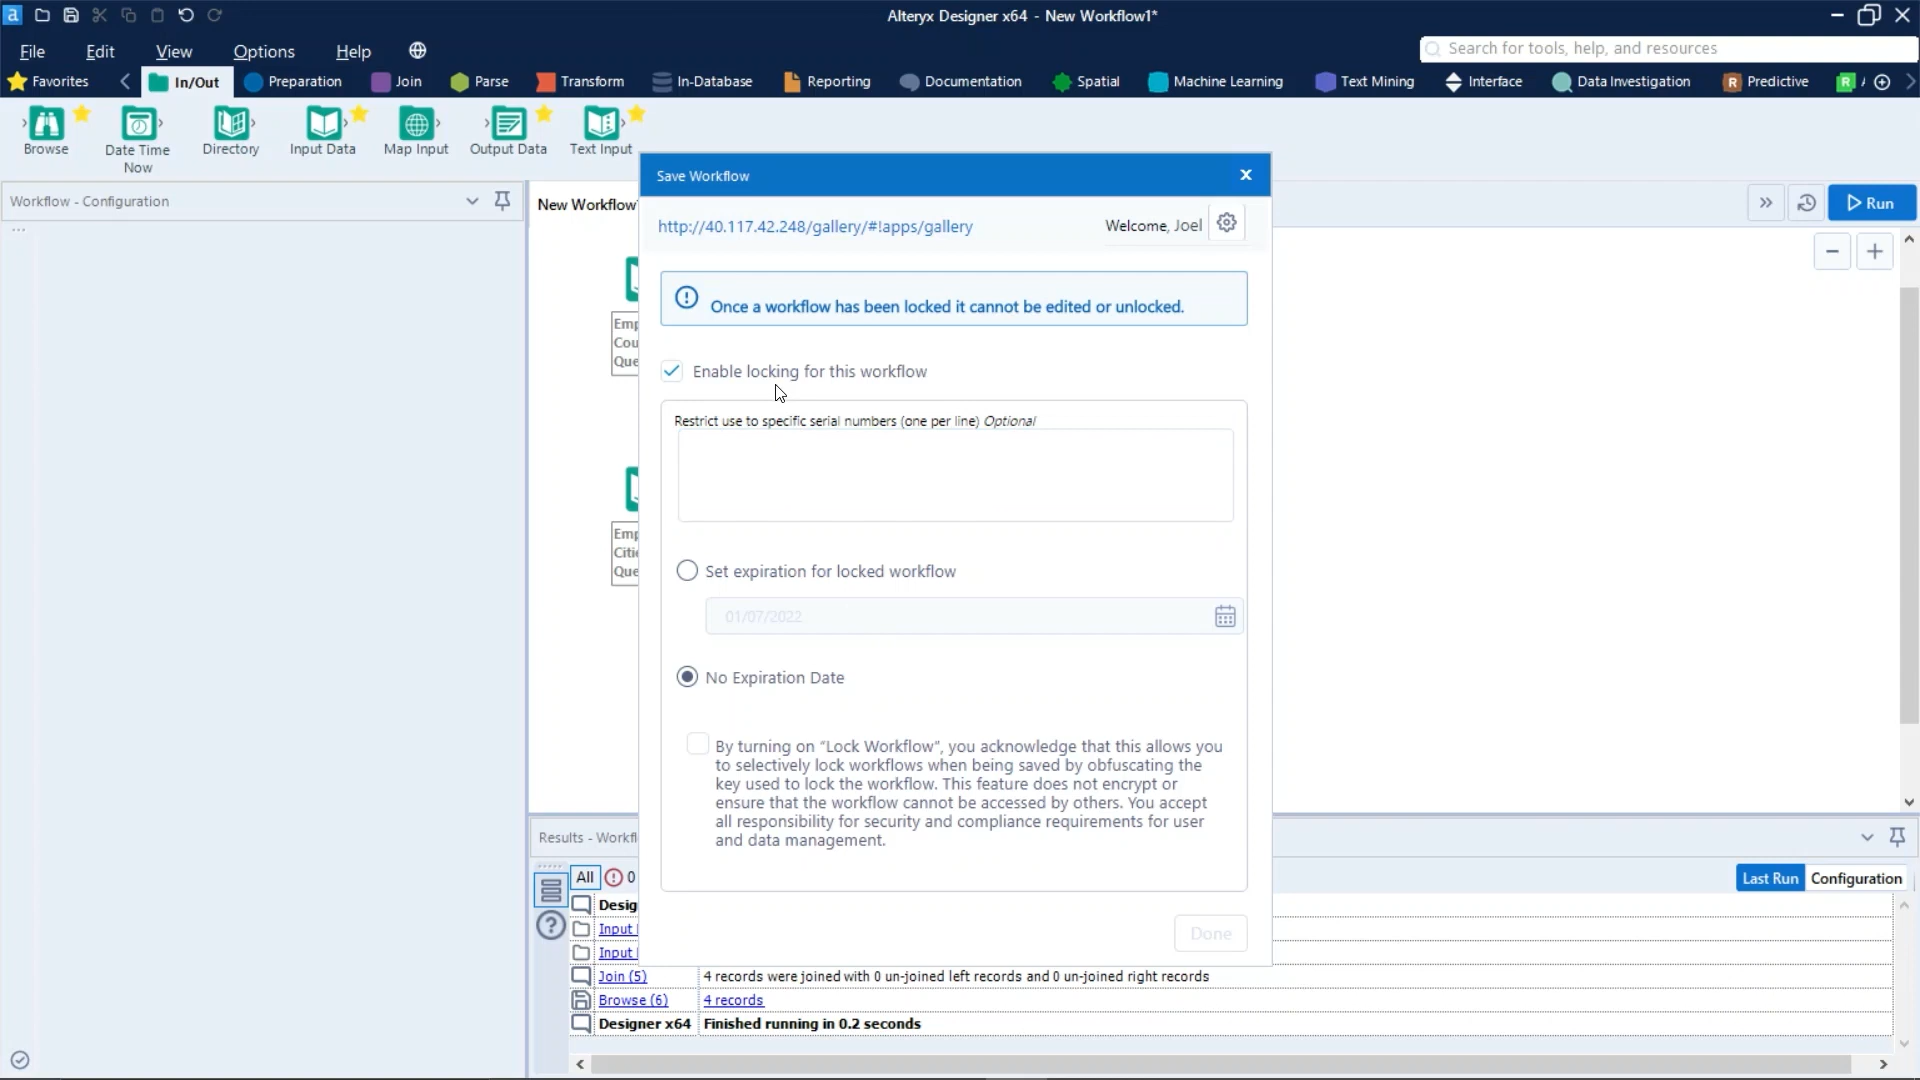 a
Alteryx Designer x64 - New Workflow1*
File Edit View Options Help
Search for tools, help, and resources
Favorites In/Out Preparation Join Parse Transform In-Database Reporting Documentation Spatial Machine Learning Text Mining Interface Data Investigation R Predictive R
Browse Date Time Now Directory Input Data Map Input Output Data Text Input
Workflow - Configuration
New Workflow
Run
Save Workflow
http://40.117.42.248/gallery/#!apps/gallery
Welcome, Joel
Once a workflow has been locked it cannot be edited or unlocked.
Emp
Cou
Que
Enable locking for this workflow
Restrict use to specific serial numbers (one per line) Optional
Emp
Citie
Que
Set expiration for locked workflow
01/07/2022
No Expiration Date
By turning on "Lock Workflow", you acknowledge that this allows you
to selectively lock workflows when being saved by obfuscating the
key used to lock the workflow. This feature does not encrypt or
ensure that the workflow cannot be accessed by others. You accept
all responsibility for security and compliance requirements for user
and data management.
Done
Results - Workfl
All 0
Last Run Configuration
Desig
Input
Input
Join (5) 4 records were joined with 0 un-joined left records and 0 un-joined right records
Browse (6) 4 records
Designer x64 Finished running in 0.2 seconds